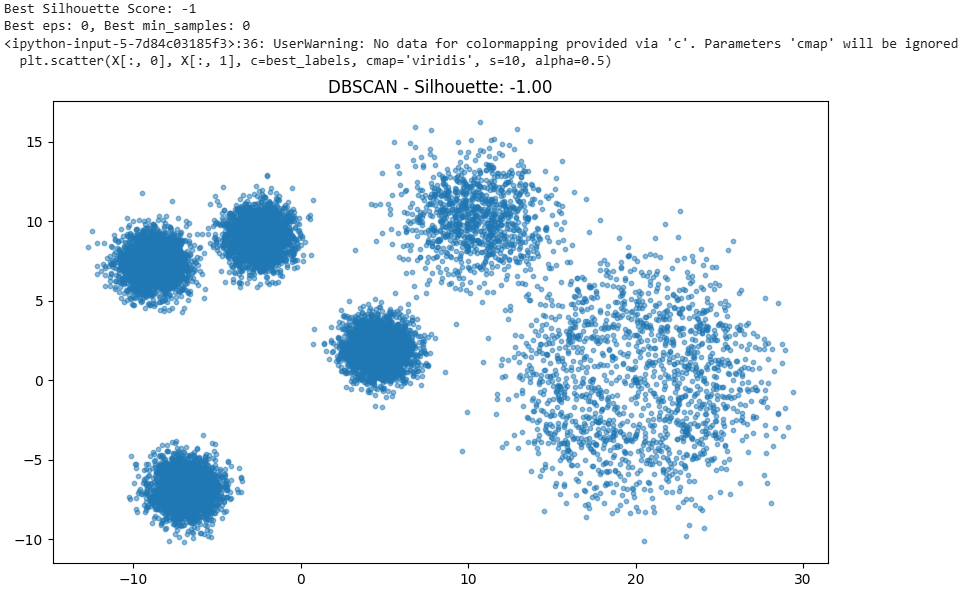 Best Silhouette Score: -1
Best eps: 0, Best min_samples: 0
<ipython-input-5-7d84c03185f3>:36: UserWarning: No data for colormapping provided via 'c'. Parameters 'cmap' will be ignored
  plt.scatter(X[:, 0], X[:, 1], c=best_labels, cmap='viridis', s=10, alpha=0.5)
DBSCAN - Silhouette: -1.00
15
10
5
0
−5
−10
−10
0
10
20
30